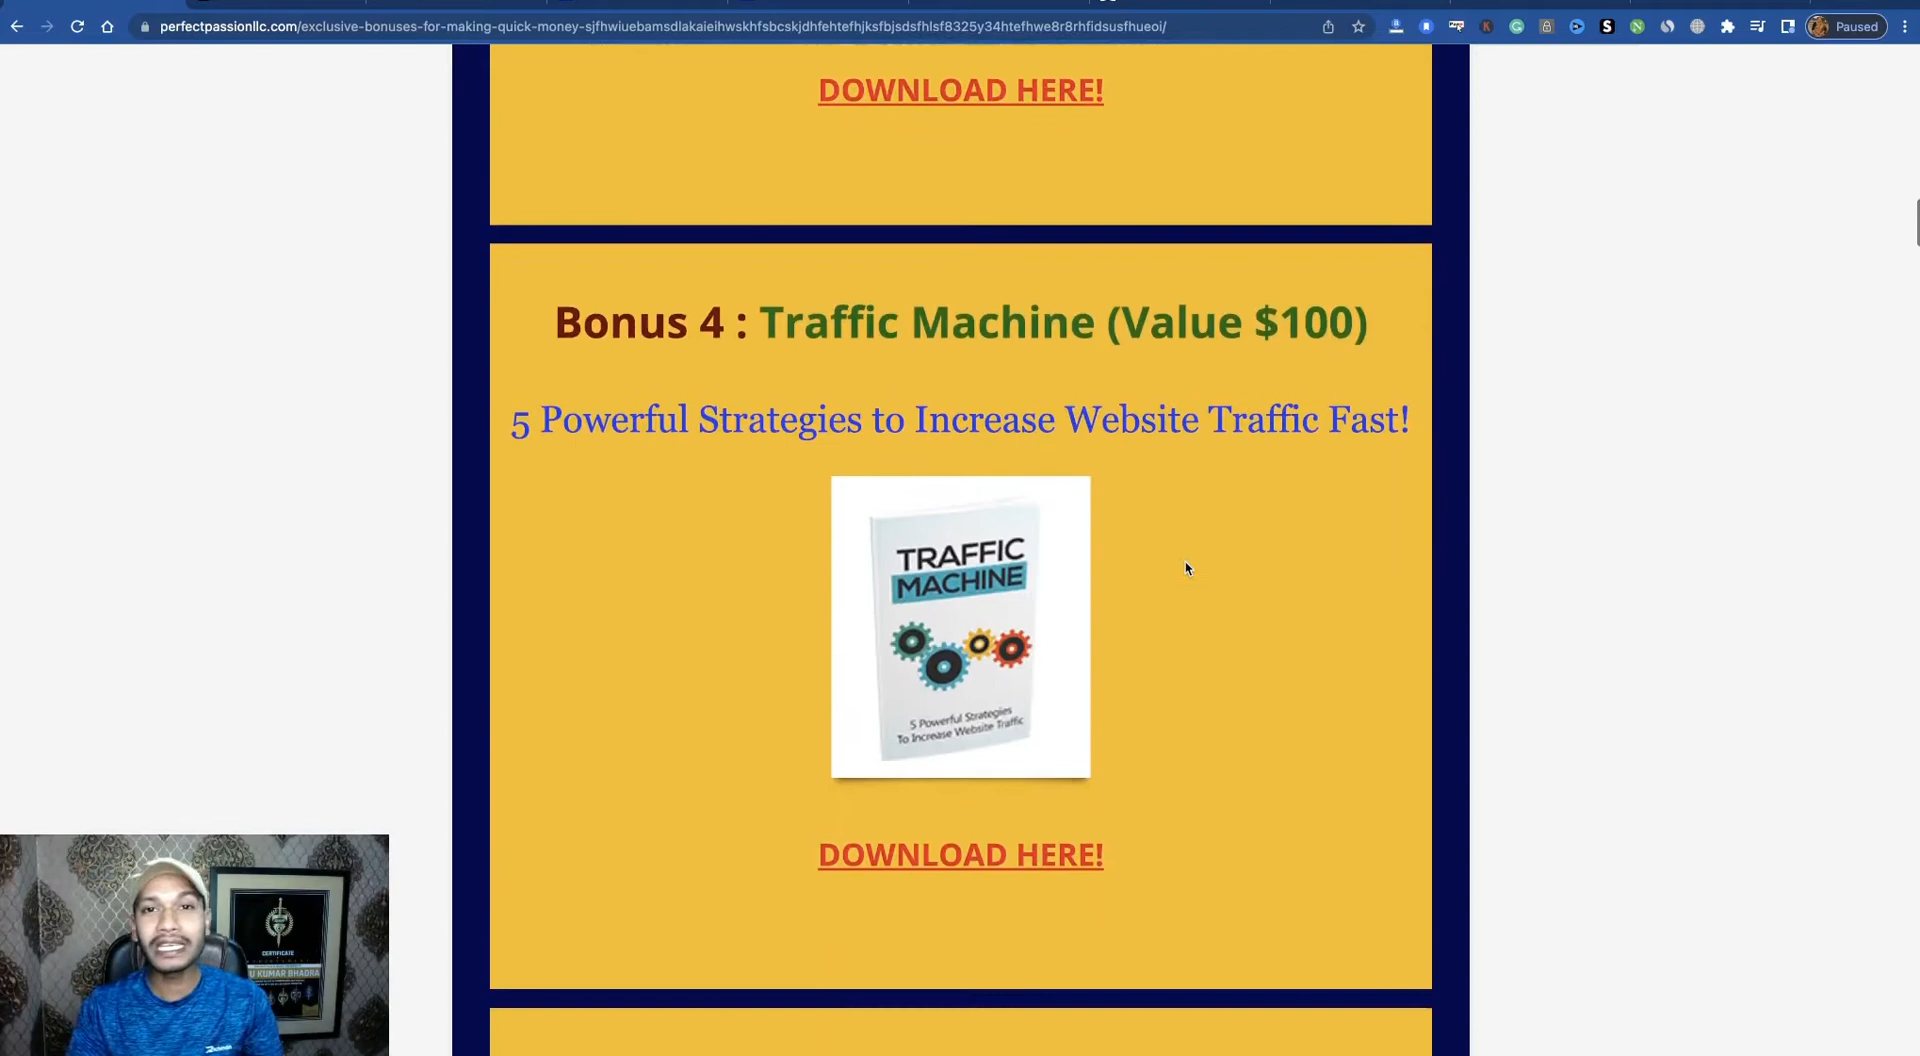 perfectpassionllc.com/exclusive-bonuses-for-making-quick-money-sjfhwiuebamsdlakaieihwskhfsbcskjdhfehtefhjksfbjsdsfhlsf8325y34htefhwe8r8rhfidsusfhueoi/
Paused
DOWNLOAD HERE!
Bonus 4 : Traffic Machine (Value $100)
5 Powerful Strategies to Increase Website Traffic Fast!
TRAFFIC
MACHINE
5 Powerful Strategies
To Increase Website Traffic
DOWNLOAD HERE!
CERTIFICATE
U KUMAR BHADRA